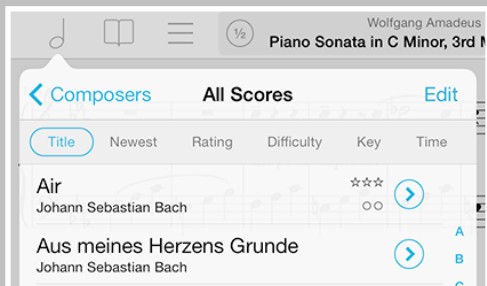 ½ Wolfgang Amadeus
Piano Sonata in C Minor, 3rd M
Composers All Scores Edit
Title Newest Rating Difficulty Key Time
Air
Johann Sebastian Bach
A
Aus meines Herzens Grunde
B
Johann Sebastian Bach